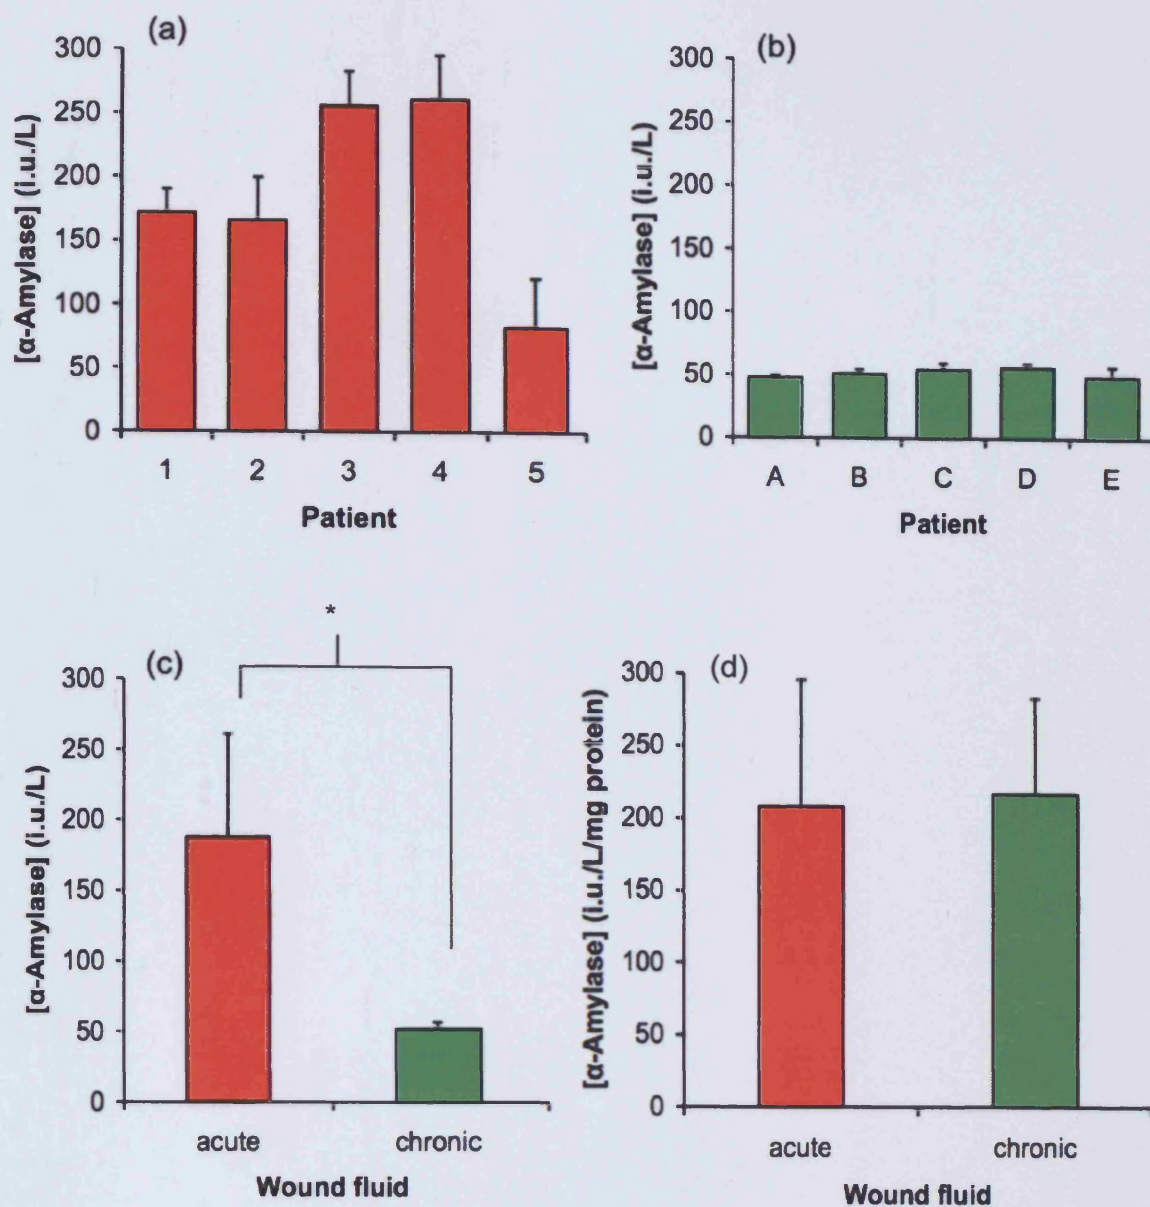 (a)
[α-Amylase] (i.u./L)
300
250
200
150
100
50
0
1 2 3 4 5
Patient
(b)
[α-Amylase] (i.u./L)
300
250
200
150
100
50
0
A B C D E
Patient
(c)
*
[α-Amylase] (i.u./L)
300
250
200
150
100
50
0
acute chronic
Wound fluid
(d)
[α-Amylase] (i.u./L/mg protein)
300
250
200
150
100
50
0
acute chronic
Wound fluid